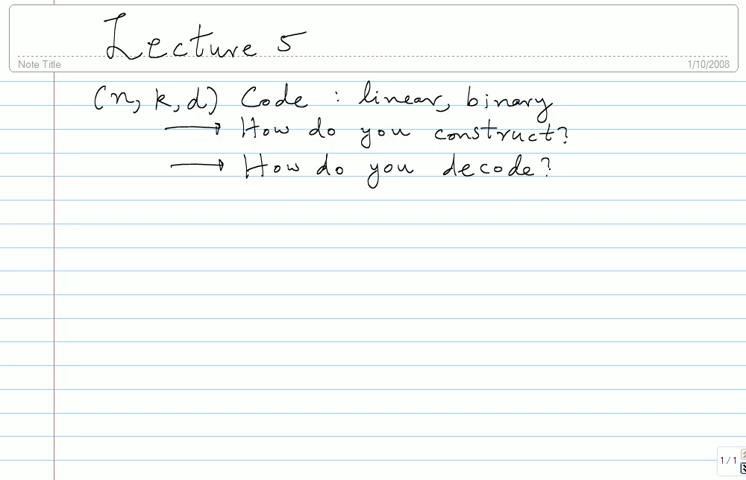 Lecture 5
Note Title
1/10/2008
(n, k, d) Code : linear, binary
→ How do you construct?
→ How do you decode?
1 / 1